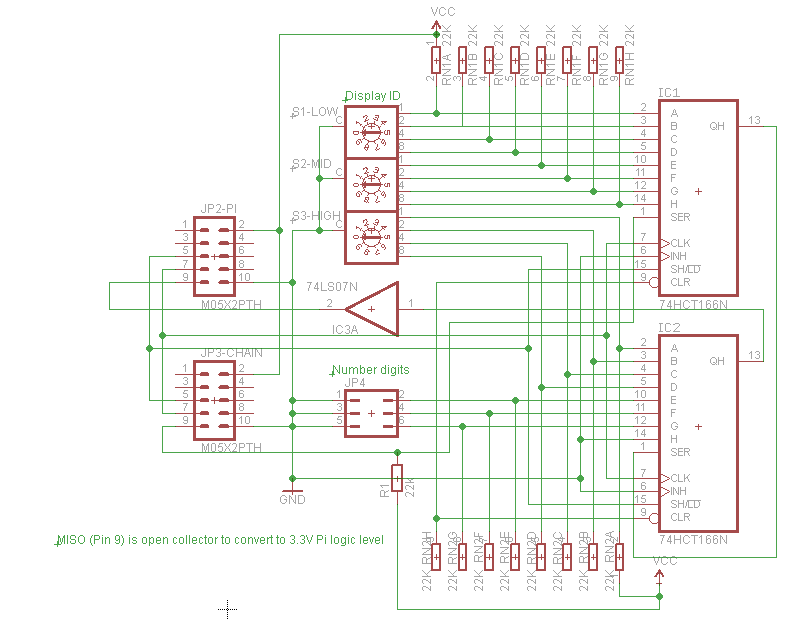 VCC
22K 22K 22K 22K 22K 22K 22K 22K
RN1A RN1B RN1C RN1D RN1E RN1F RN1G RN1H
1
2 3 4 5 6 7 8 9
Display ID
S1-LOW C 1 2 4 8
S2-MID C 1 2 4 8
S3-HIGH C 1 2 4 8
IC1
2 A
3 B QH 13
4 C
5 D
10 E
11 F
12 G
14 H
1 SER
7 CLK
6 INH
15 SH/LD
9 CLR
74HCT166N
JP2-PI
1 2
3 4
5 6
7 8
9 10
M05X2PTH
74LS07N
2 1
IC3A
IC2
2 A
3 B QH 13
4 C
5 D
10 E
11 F
12 G
14 H
1 SER
7 CLK
6 INH
15 SH/LD
9 CLR
74HCT166N
JP3-CHAIN
1 2
3 4
5 6
7 8
9 10
M05X2PTH
Number digits
JP4
1 2
3 4
5 6
R1 22K
GND
MISO (Pin 9) is open collector to convert to 3.3V Pi logic level
RN2H RN2G RN2F RN2E RN2D RN2C RN2B RN2A
22K 22K 22K 22K 22K 22K 22K 22K
VCC